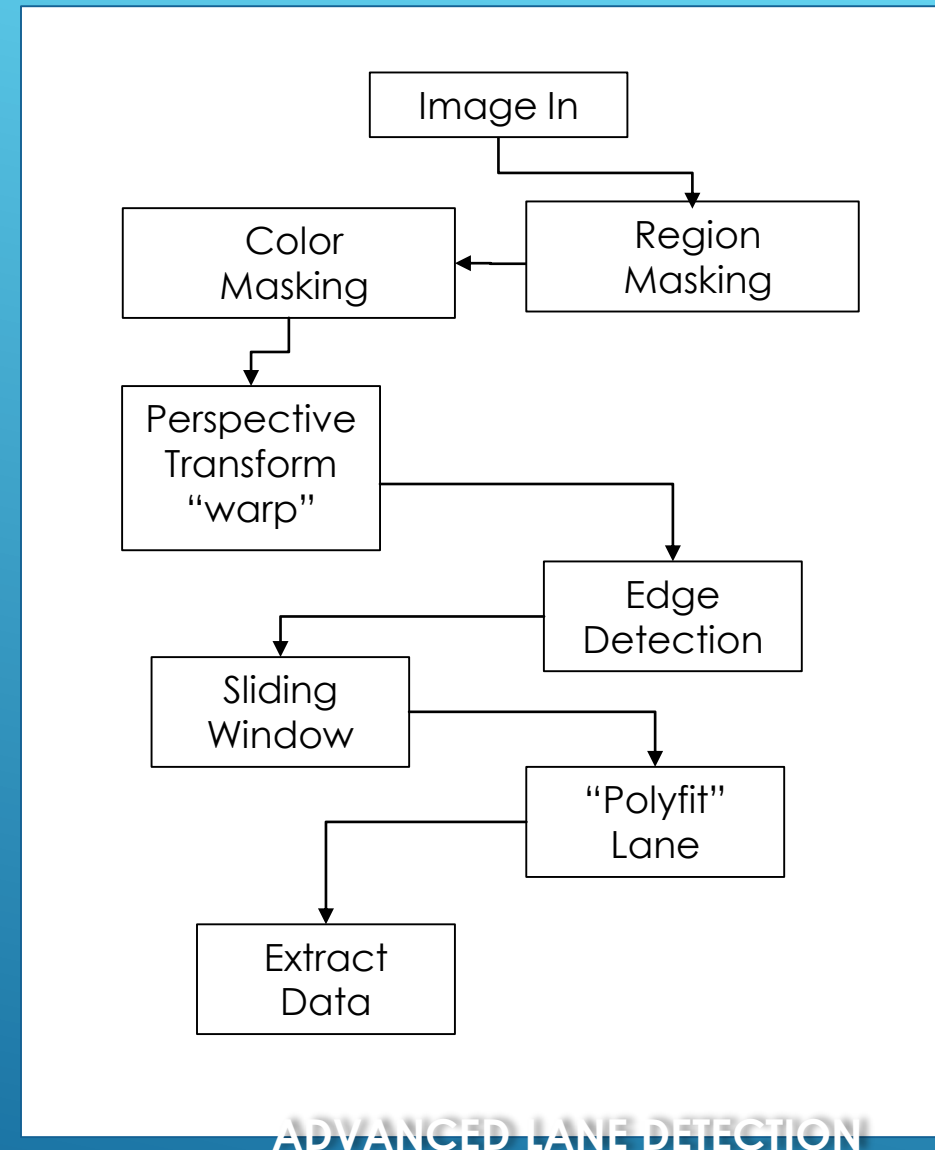 Image In
Region
Masking
Color
Masking
Perspective
Transform
“warp”
Edge
Detection
Sliding
Window
“Polyfit”
Lane
Extract
Data
ADVANCED LANE DETECTION